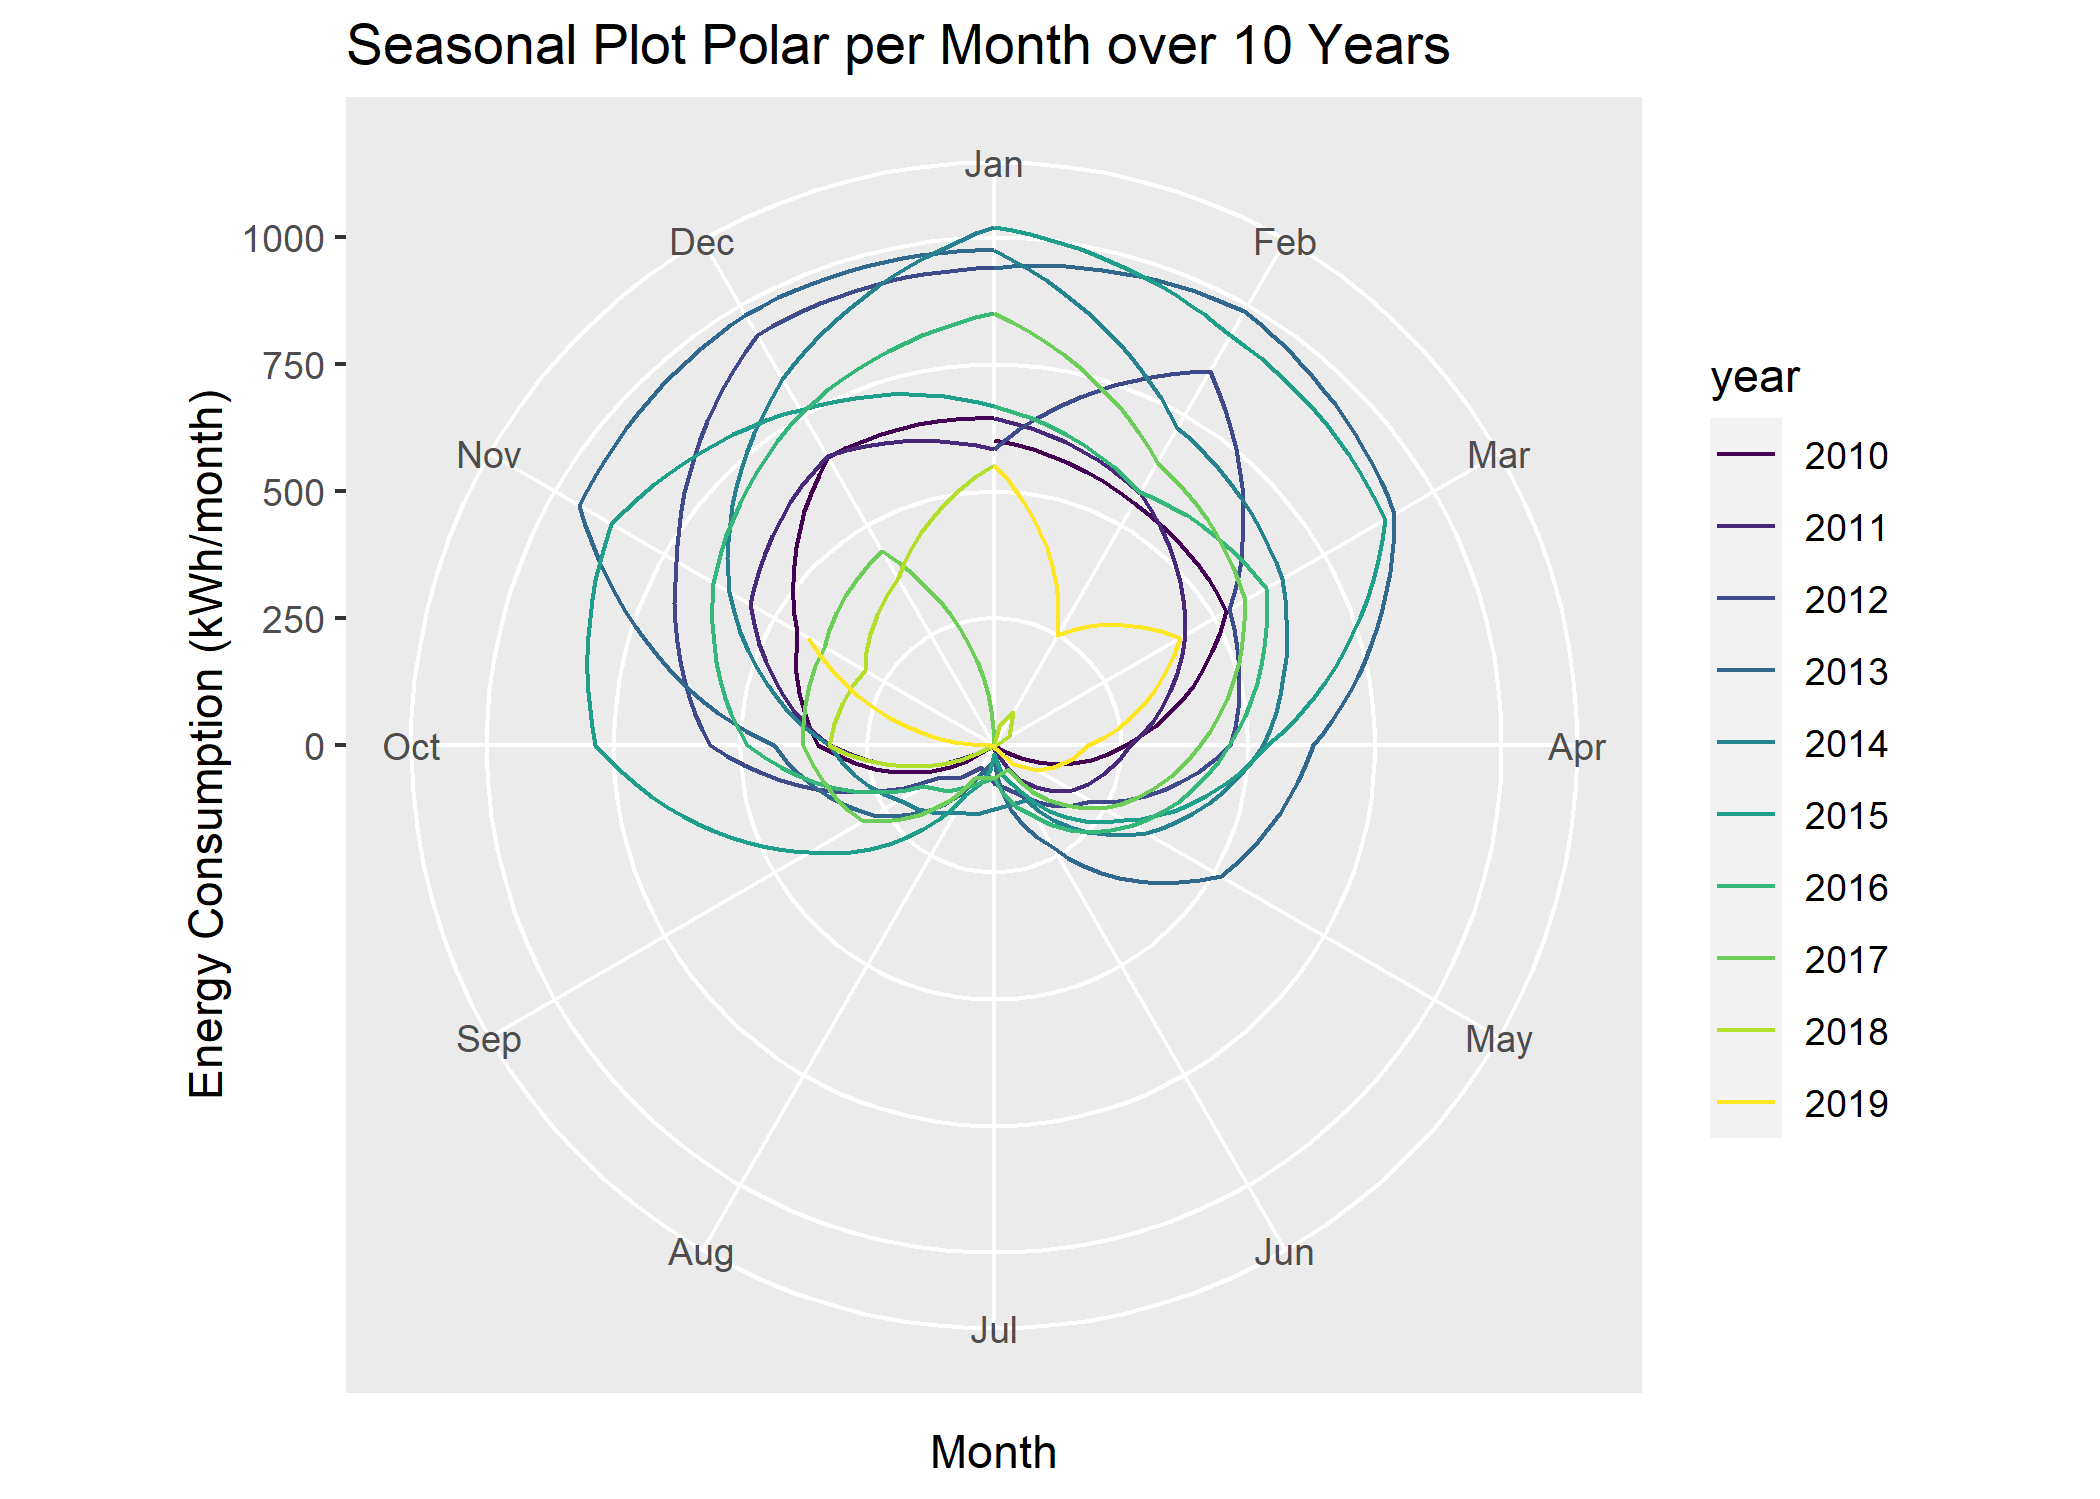 Seasonal Plot Polar per Month over 10 Years
Jan
Feb
Mar
Apr
May
Jun
Jul
Aug
Sep
Oct
Nov
Dec
1000
750
500
250
0
Energy Consumption (kWh/month)
Month
year
2010
2011
2012
2013
2014
2015
2016
2017
2018
2019